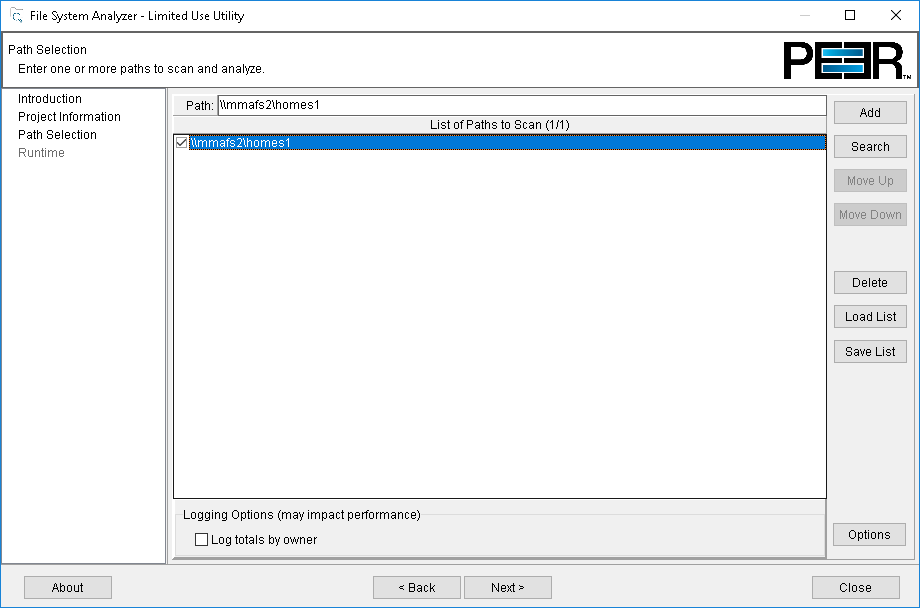 File System Analyzer - Limited Use Utility
Path Selection
Enter one or more paths to scan and analyze.
PEER™
Introduction
Project Information
Path Selection
Runtime
Path: \\mmafs2\homes1
List of Paths to Scan (1/1)
\\mmafs2\homes1
Add
Search
Move Up
Move Down
Delete
Load List
Save List
Logging Options (may impact performance)
Log totals by owner
Options
About
< Back
Next >
Close